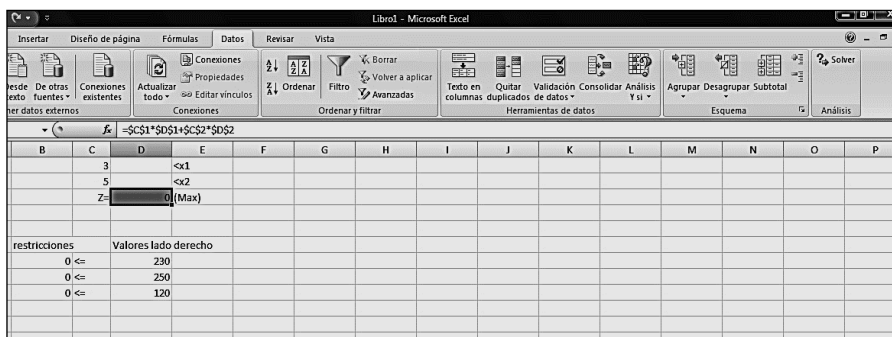 Libro1 - Microsoft Excel
Insertar Diseño de página Fórmulas Datos Revisar Vista
De otras fuentes
Conexiones existentes
Actualizar todo
Conexiones
Propiedades
Editar vínculos
Ordenar
Filtro
Borrar
Volver a aplicar
Avanzadas
Texto en columnas
Quitar duplicados
Validación de datos
Consolidar
Análisis Y si
Agrupar
Desagrupar
Subtotal
Solver
ner datos externos Conexiones Ordenar y filtrar Herramientas de datos Esquema Análisis
fx =$C$1*$D$1+$C$2*$D$2
B C D E F G H I J K L M N O P
3 <x1
5 <x2
Z= 0 (Max)
restricciones Valores lado derecho
0 <= 230
0 <= 250
0 <= 120